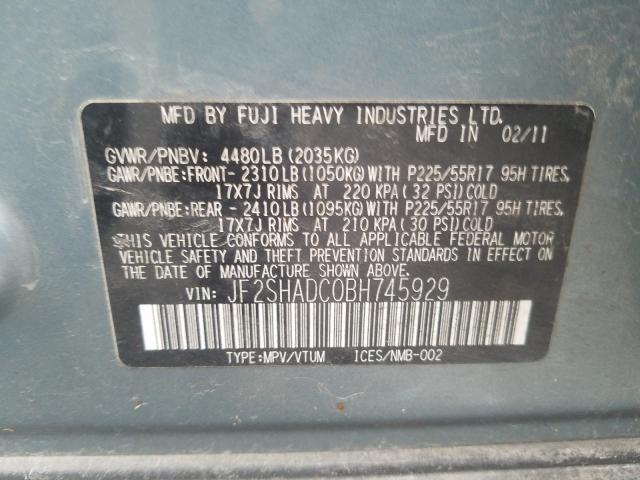 MFD BY FUJI HEAVY INDUSTRIES LTD.
MFD IN 02/11
GVWR/PNBV: 4480LB (2035KG)
GAWR/PNBE:FRONT- 2310LB(1050KG)WITH P225/55R17 95H TIRES,
17X7J RIMS AT 220 KPA( 32 PSI)COLD
GAWR/PNBE:REAR - 2410LB(1095KG)WITH P225/55R17 95H TIRES,
17X7J RIMS AT 210 KPA( 30 PSI)COLD
THIS VEHICLE CONFORMS TO ALL APPLICABLE FEDERAL MOTOR
VEHICLE SAFETY AND THEFT PREVENTION STANDARDS IN EFFECT
ON THE DATE OF MANUFACTURE SHOWN ABOVE.
VIN: JF2SHADC0BH745929
TYPE:MPV/VTUM ICES/NMB-002